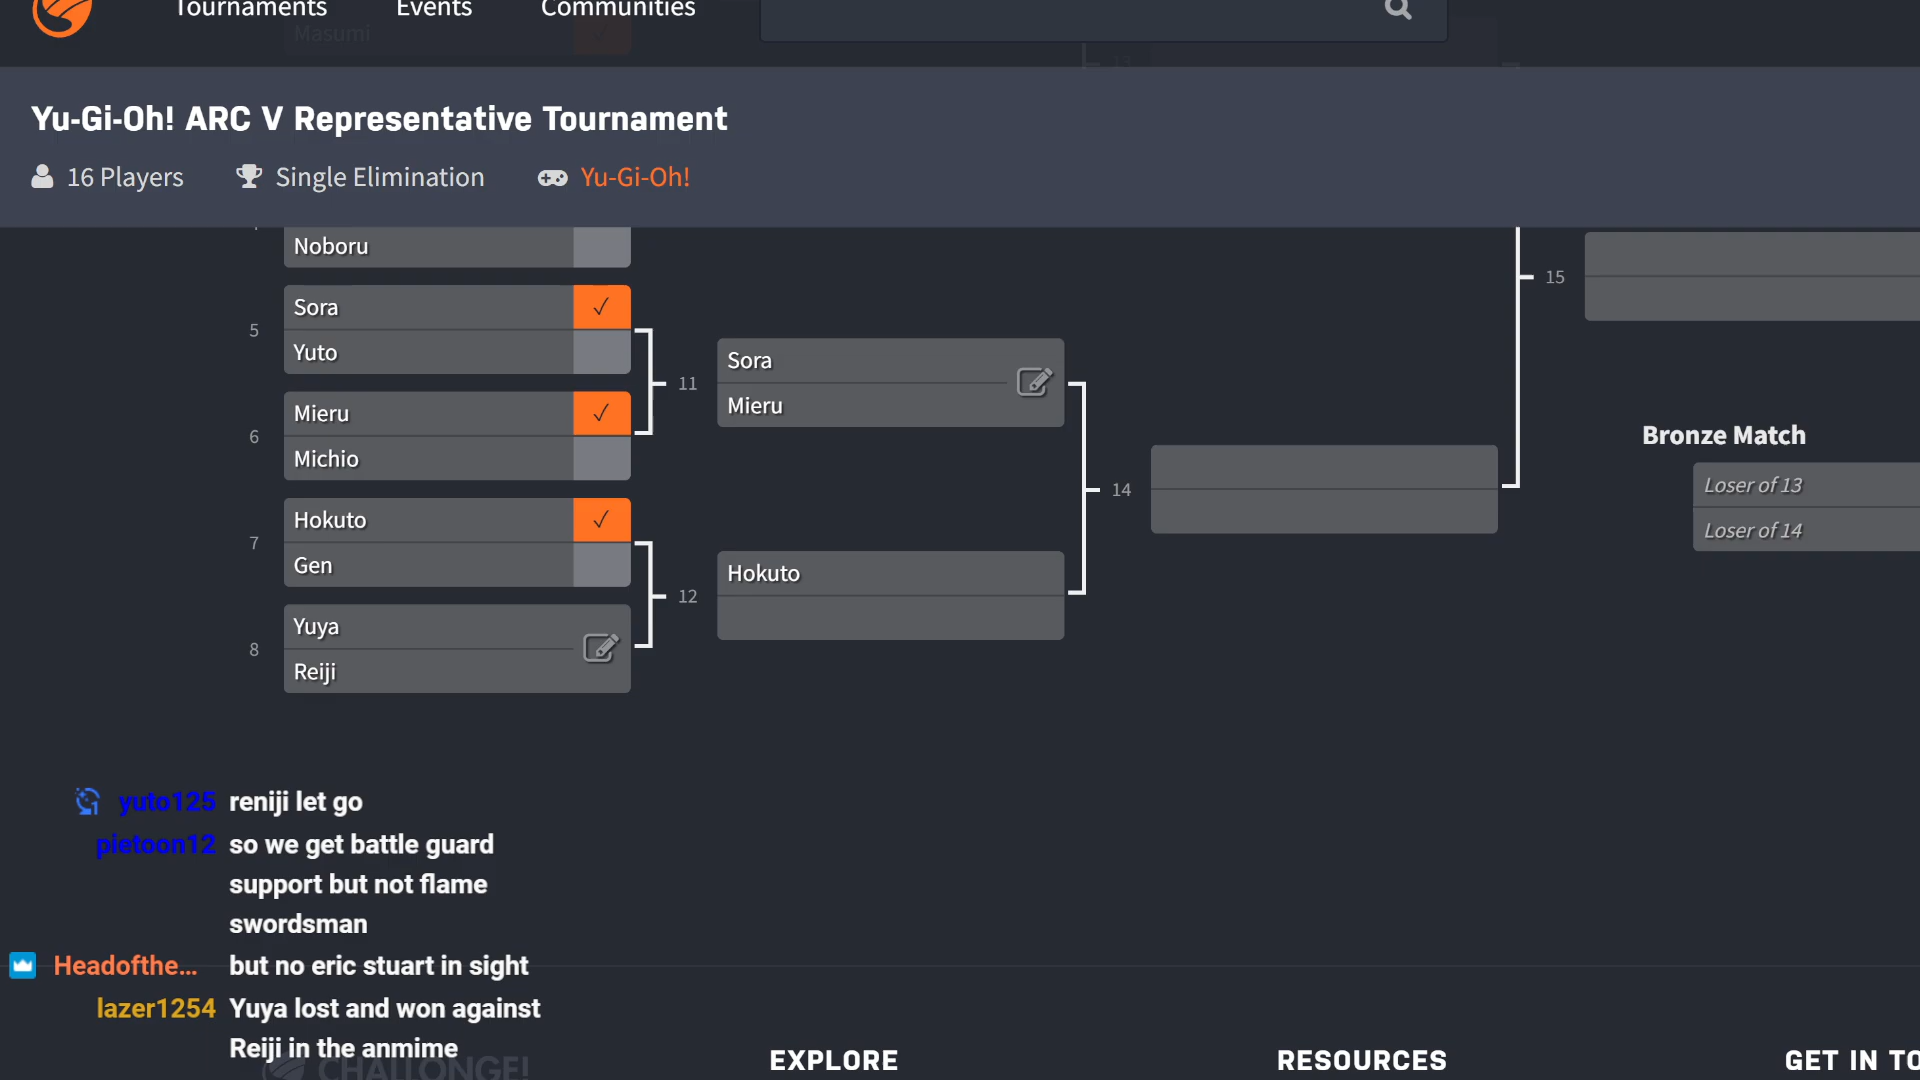 Tournaments Events Communities
Masumi ✓
13
Yu-Gi-Oh! ARC V Representative Tournament
16 Players Single Elimination Yu-Gi-Oh!
Noboru
15
5
Sora ✓
Yuto
11
Sora
Mieru
6
Mieru ✓
Michio
Bronze Match
Loser of 13
Loser of 14
14
7
Hokuto ✓
Gen
12
Hokuto
8
Yuya
Reiji
yuto125 reniji let go
pietoon12 so we get battle guard
support but not flame
swordsman
Headofthe... but no eric stuart in sight
lazer1254 Yuya lost and won against
Reiji in the anmime
CHALLONGE!
EXPLORE RESOURCES GET IN TO